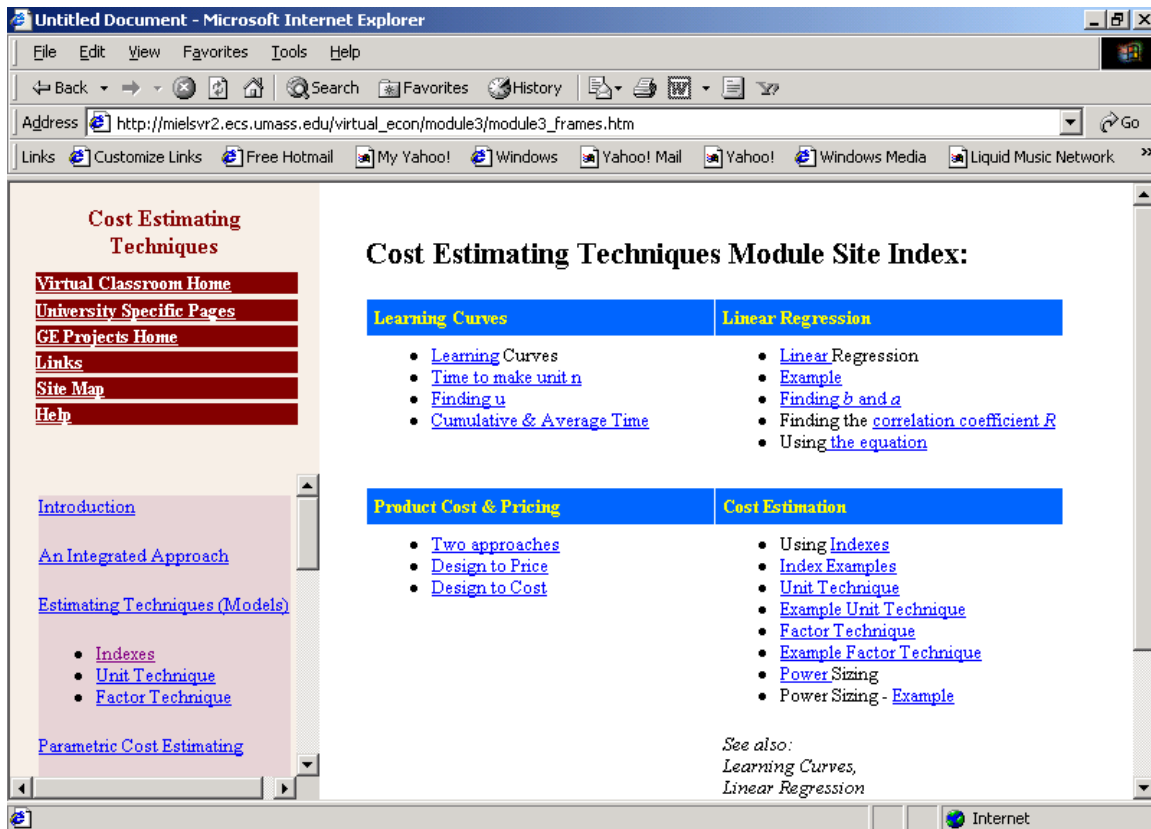 Untitled Document - Microsoft Internet Explorer
File Edit View Favorites Tools Help
Back Search Favorites History
Address http://mielsvr2.ecs.umass.edu/virtual_econ/module3/module3_frames.htm Go
Links Customize Links Free Hotmail My Yahoo! Windows Yahoo! Mail Yahoo! Windows Media Liquid Music Network »
Cost Estimating
Techniques
Virtual Classroom Home
University Specific Pages
GE Projects Home
Links
Site Map
Help
Introduction
An Integrated Approach
Estimating Techniques (Models)
Indexes
Unit Technique
Factor Technique
Parametric Cost Estimating
Cost Estimating Techniques Module Site Index:
Learning Curves
Learning Curves
Time to make unit n
Finding u
Cumulative & Average Time
Linear Regression
Linear Regression
Example
Finding b and a
Finding the correlation coefficient R
Using the equation
Product Cost & Pricing
Two approaches
Design to Price
Design to Cost
Cost Estimation
Using Indexes
Index Examples
Unit Technique
Example Unit Technique
Factor Technique
Example Factor Technique
Power Sizing
Power Sizing - Example
See also:
Learning Curves,
Linear Regression
Internet